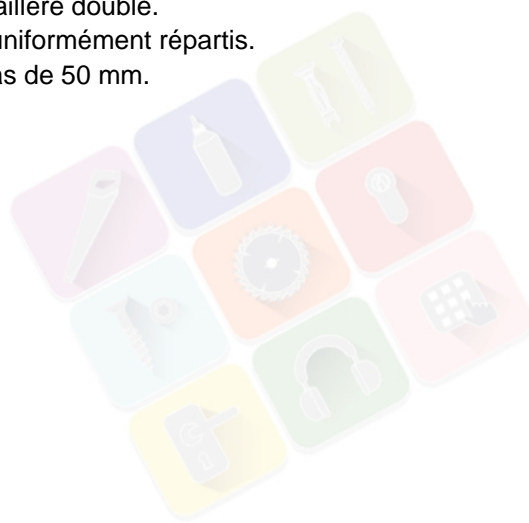 aillère double.
uniformément répartis.
as de 50 mm.